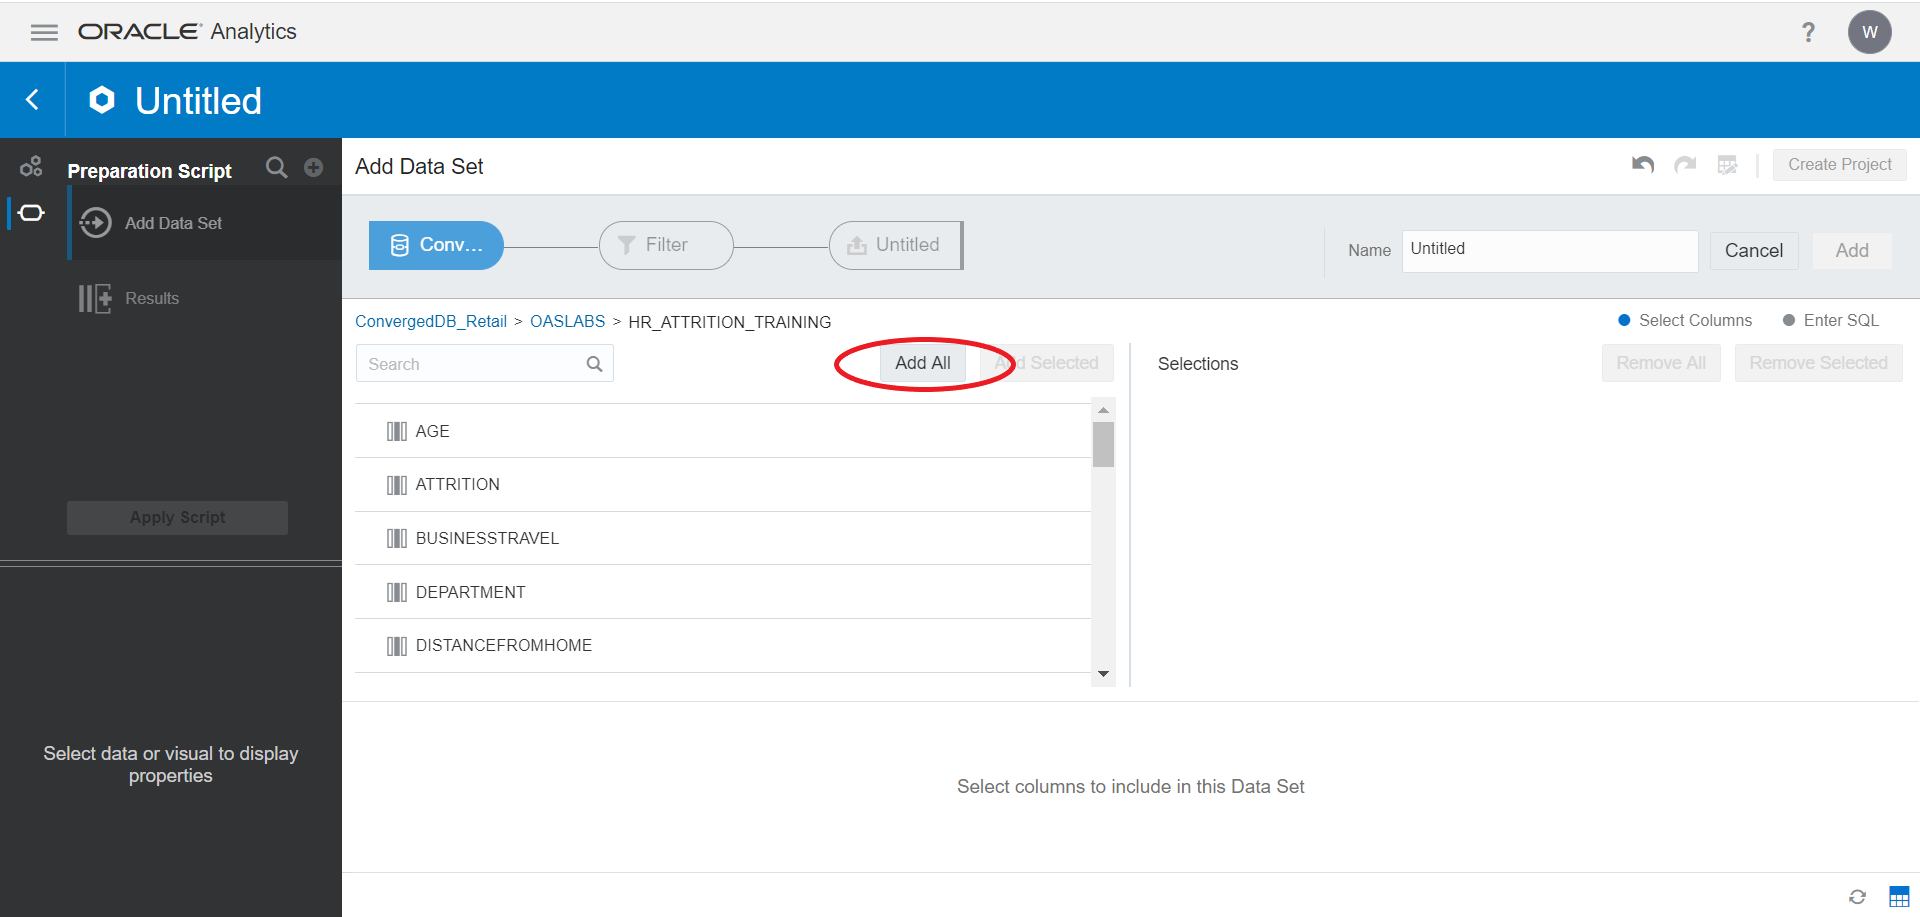 ORACLE Analytics
?
W
Untitled
Preparation Script
Add Data Set
Results
Apply Script
Select data or visual to display
properties
Add Data Set
Create Project
Conv...
Filter
Untitled
Name
Untitled
Cancel
Add
ConvergedDB_Retail > OASLABS > HR_ATTRITION_TRAINING
Select Columns
Enter SQL
Search
Add All
Add Selected
Selections
Remove All
Remove Selected
AGE
ATTRITION
BUSINESSTRAVEL
DEPARTMENT
DISTANCEFROMHOME
Select columns to include in this Data Set